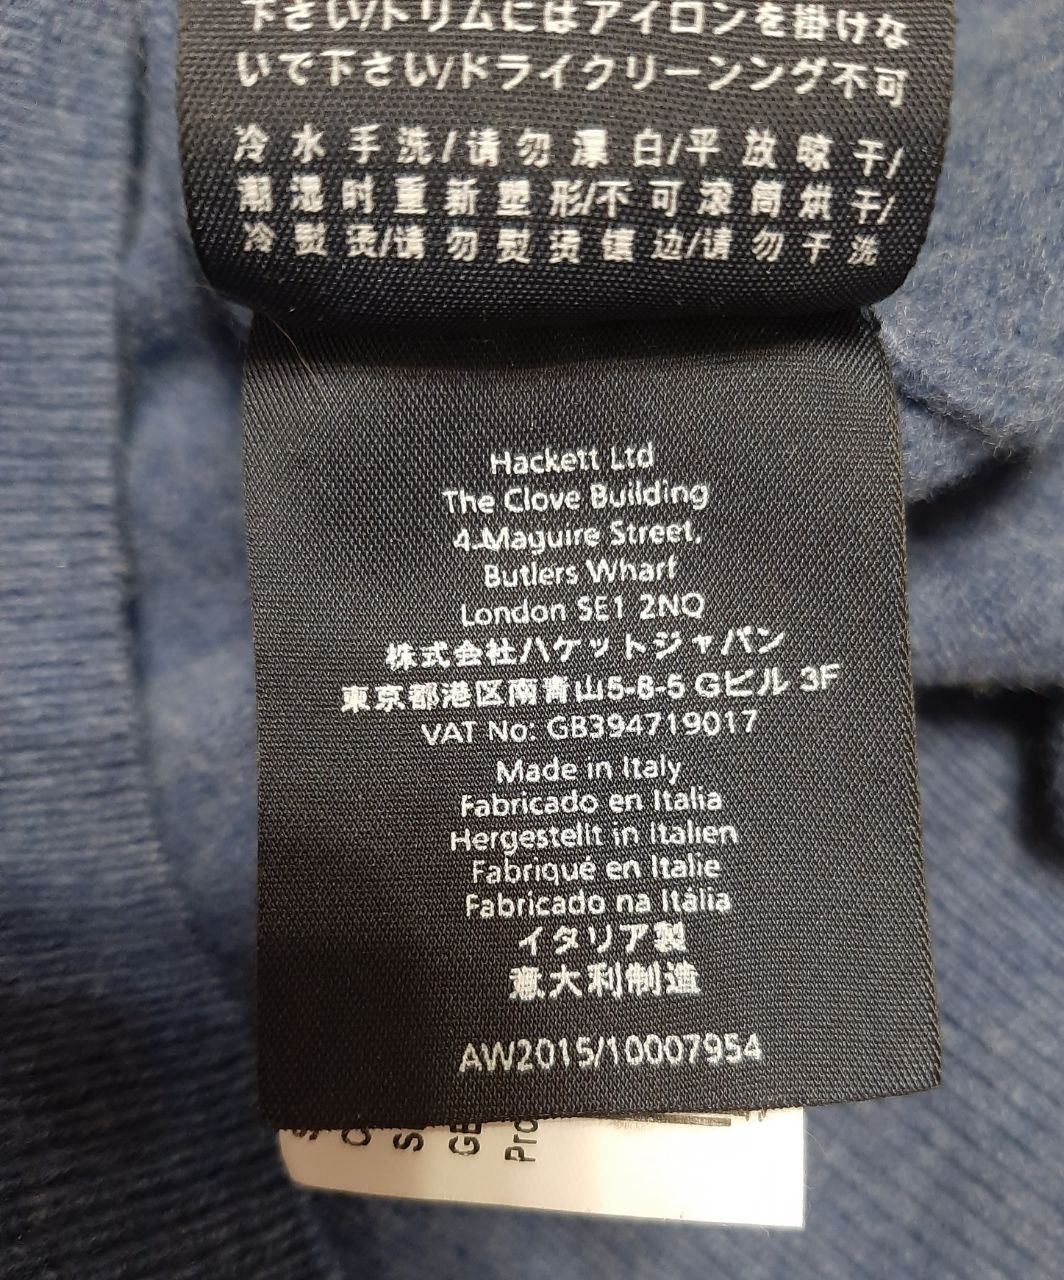 下さい/トリムにはアイロンを掛けな
いで下さい/ドライクリーンング不可
冷水手洗/请勿漂白/平放晾干/
潮湿时重新塑形/不可滚筒烘干/
冷熨烫/请勿熨烫镶边/请勿干洗
Hackett Ltd
The Clove Building
4 Maguire Street,
Butlers Wharf
London SE1 2NQ
株式会社ハケットジャパン
東京都港区南青山5-8-5 Gビル 3F
VAT No: GB394719017
Made in Italy
Fabricado en Italia
Hergestellt in Italien
Fabriqué en Italie
Fabricado na Itália
イタリア製
意大利制造
AW2015/10007954